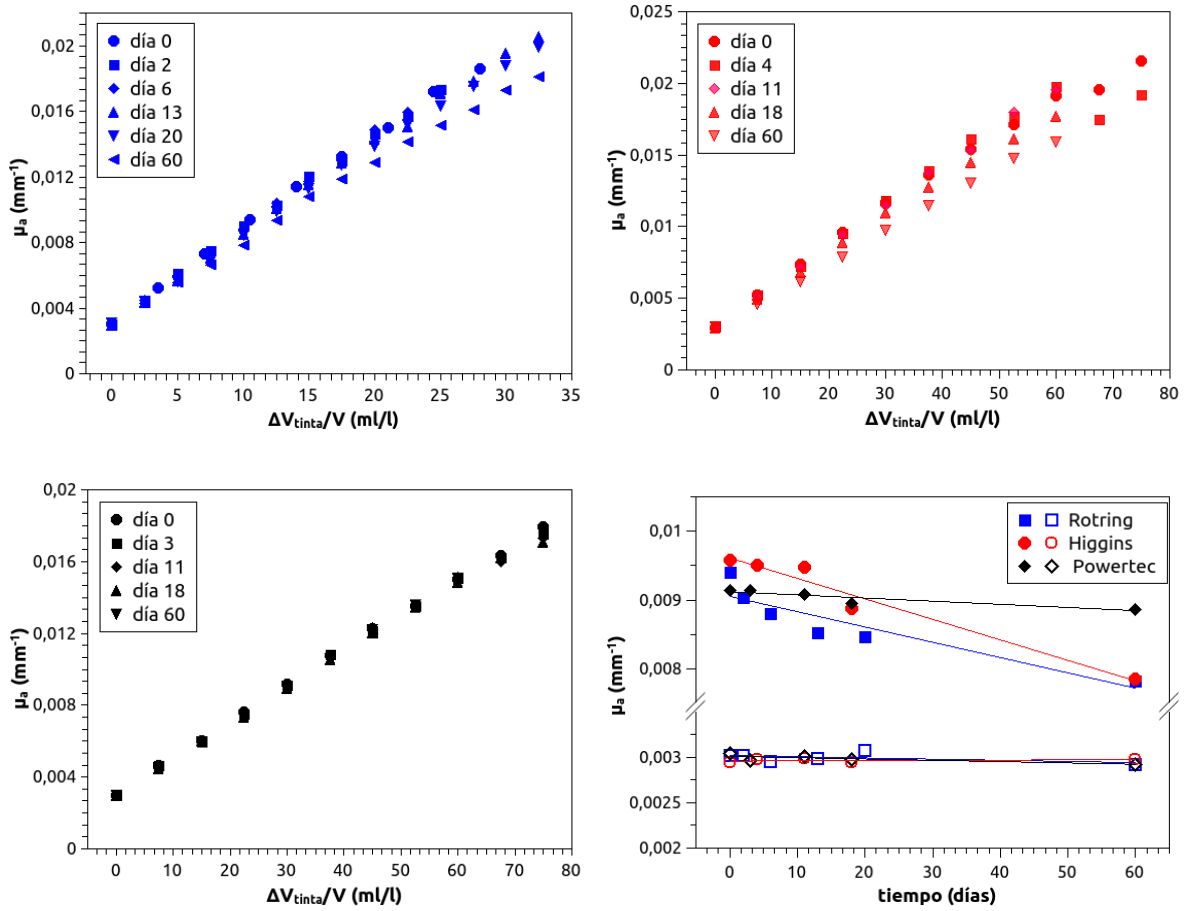 0,02
0,016
0,012
0,008
0,004
0
μₐ (mm⁻¹)
día 0
día 2
día 6
día 13
día 20
día 60
0 5 10 15 20 25 30 35
ΔV_tinta/V (ml/l)
0,025
0,02
0,015
0,01
0,005
0
μₐ (mm⁻¹)
día 0
día 4
día 11
día 18
día 60
0 10 20 30 40 50 60 70 80
ΔV_tinta/V (ml/l)
0,02
0,016
0,012
0,008
0,004
0
μₐ (mm⁻¹)
día 0
día 3
día 11
día 18
día 60
0 10 20 30 40 50 60 70 80
ΔV_tinta/V (ml/l)
0,01
0,009
0,008
0,003
0,0025
0,002
μₐ (mm⁻¹)
Rotring
Higgins
Powertec
0 10 20 30 40 50 60
tiempo (días)